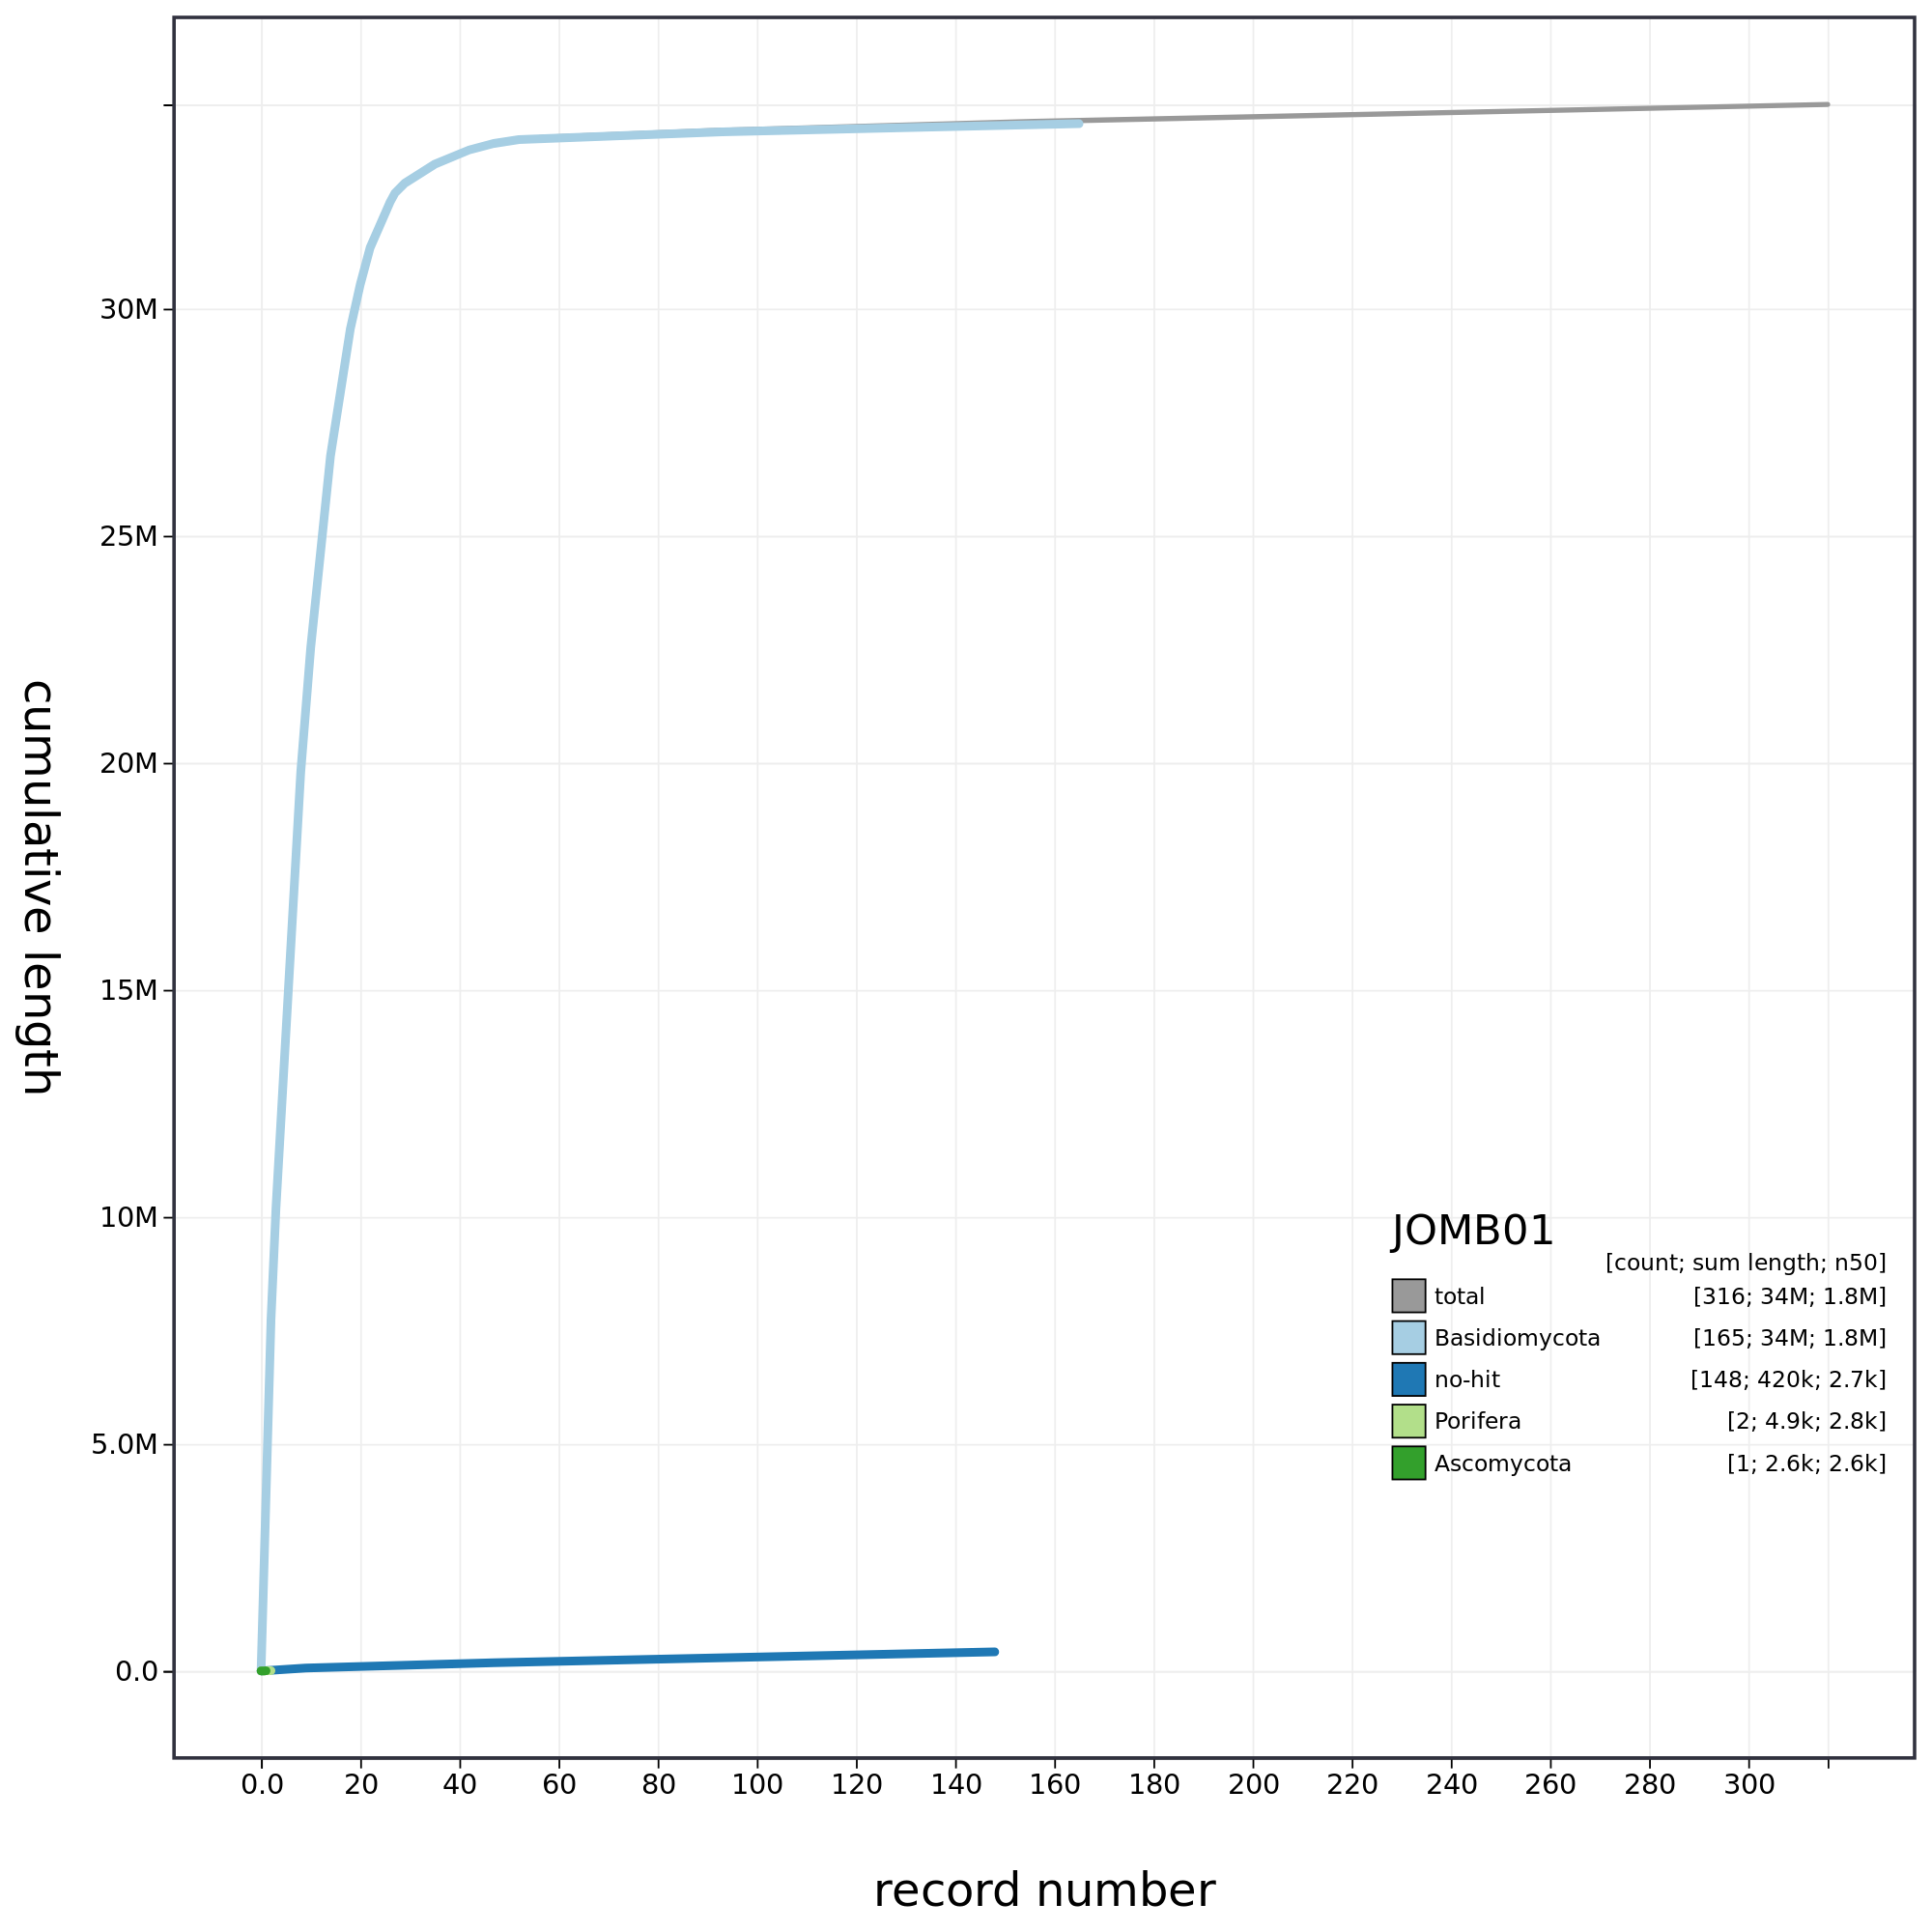 cumulative length
30M
25M
20M
15M
10M
5.0M
0.0
JOMB01
[count; sum length; n50]
total [316; 34M; 1.8M]
Basidiomycota [165; 34M; 1.8M]
no-hit [148; 420k; 2.7k]
Porifera [2; 4.9k; 2.8k]
Ascomycota [1; 2.6k; 2.6k]
0.0 20 40 60 80 100 120 140 160 180 200 220 240 260 280 300
record number